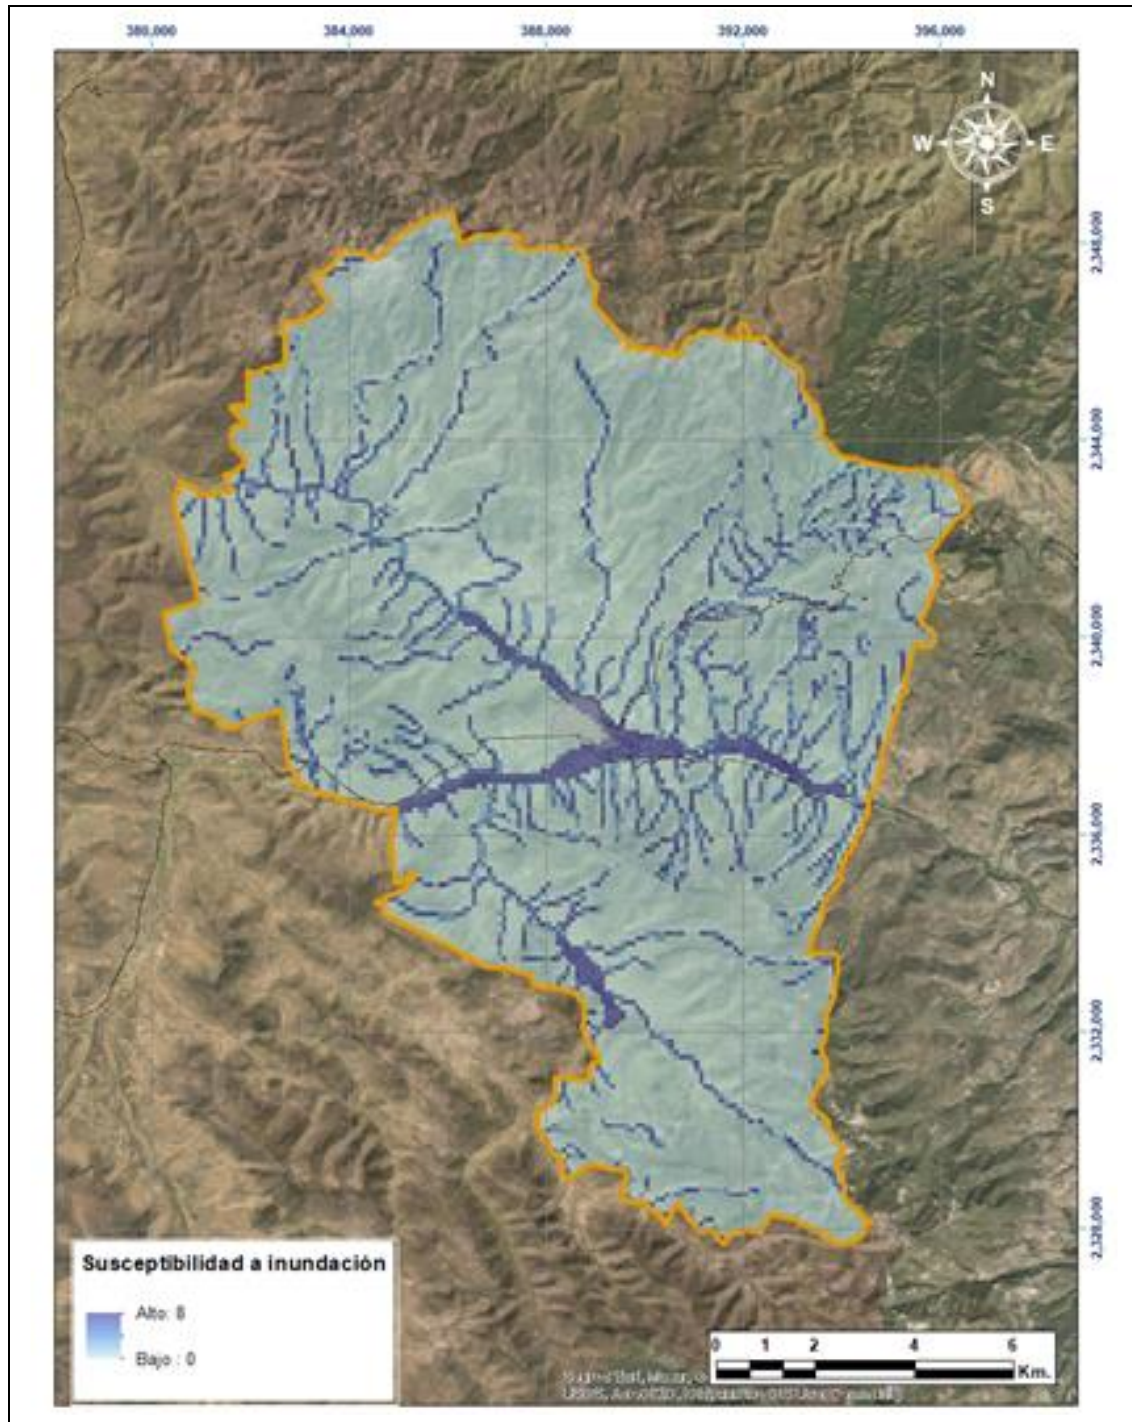 380,000 384,000 388,000 392,000 396,000
N
W E
S
2,348,000
2,344,000
2,340,000
2,336,000
2,332,000
2,328,000
Susceptibilidad a inundación
Alto: 8
Bajo : 0
0 1 2 4 6
Km.